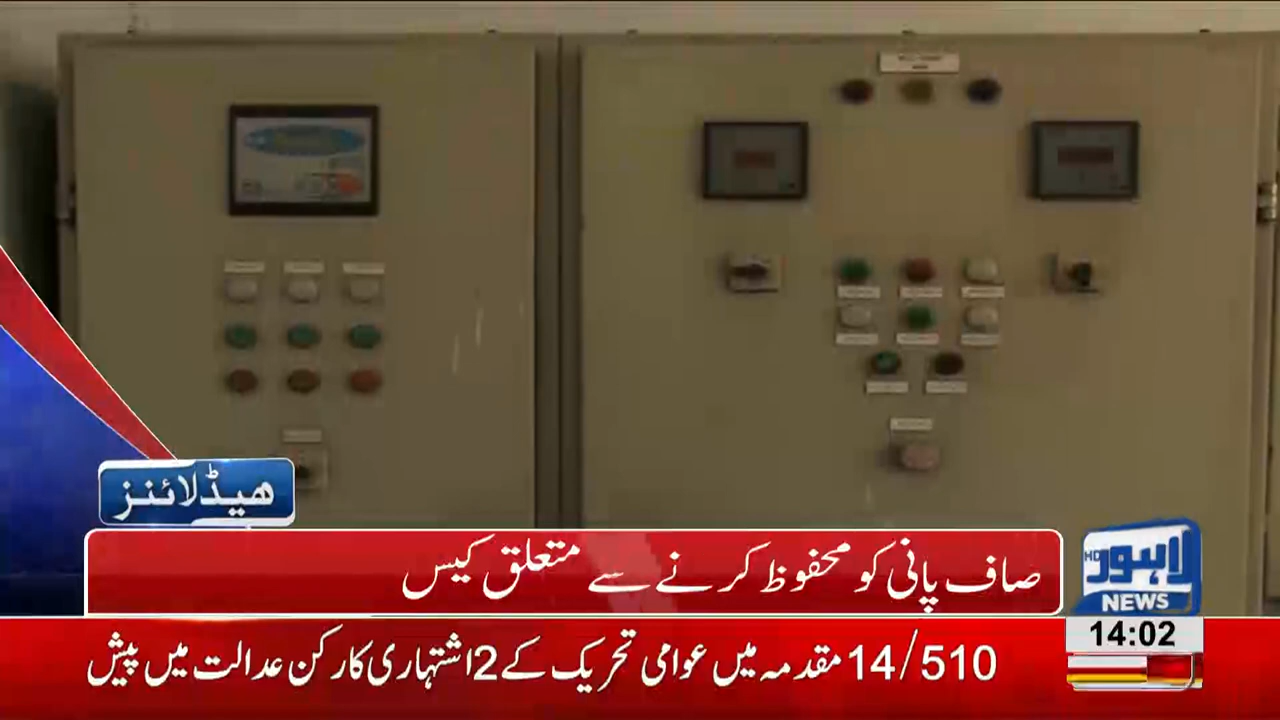 ھیڈلائنز
صاف پانی کو محفوظ کرنے سے متعلق کیس
HD لاہور
NEWS
14:02
14/510 مقدمہ میں عوامی تحریک کے 2 اشتہاری کارکن عدالت میں پیش